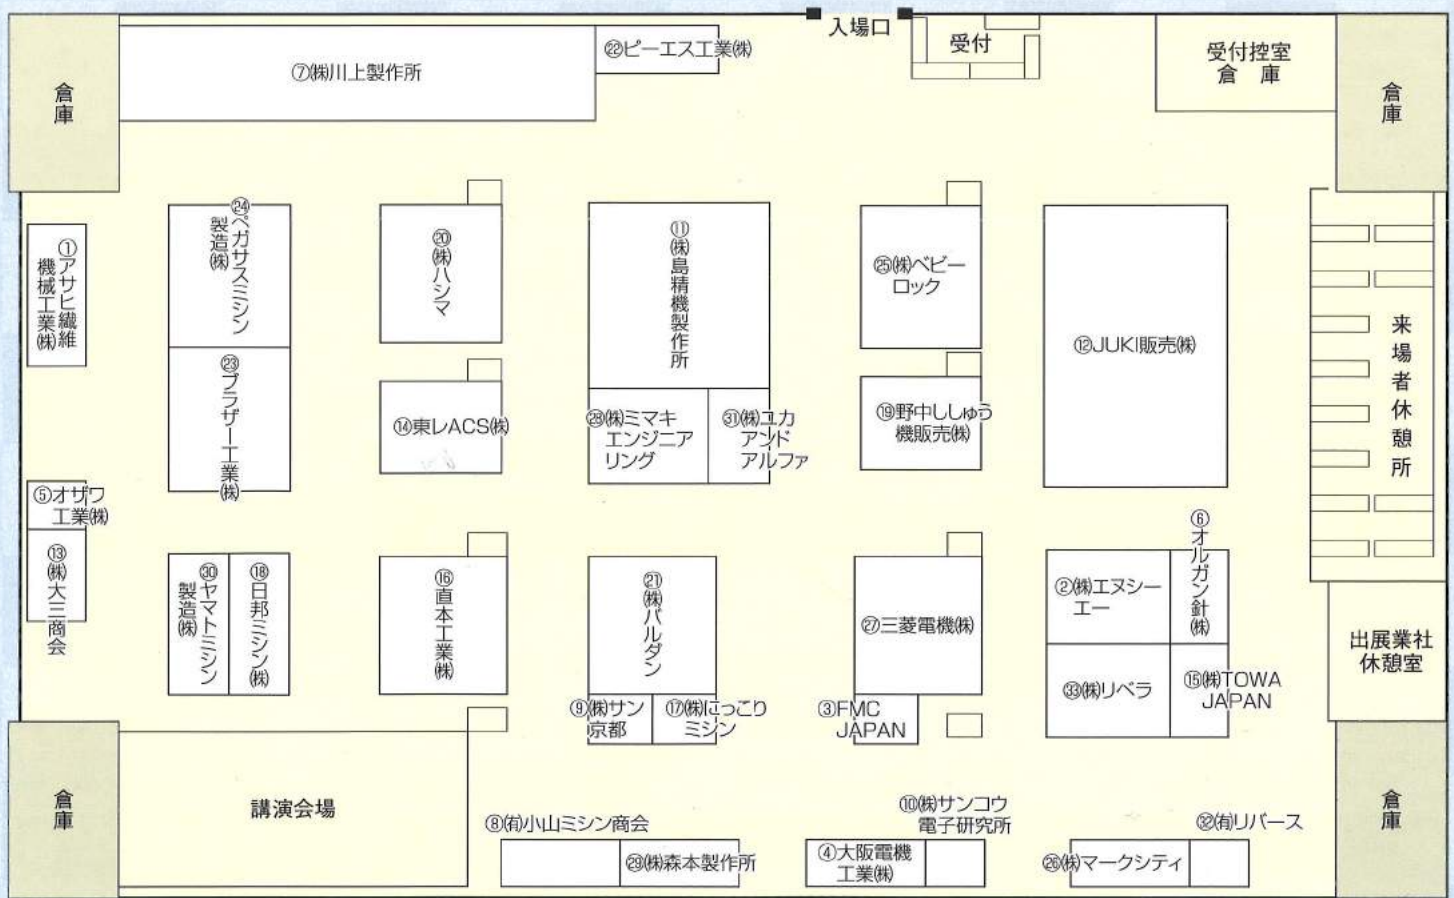 入場口
受付
受付控室
倉　庫
倉庫
倉庫
⑦㈱川上製作所
㉒ピーエス工業㈱
①アサヒ繊維
機械工業㈱
㉔ペガサスミシン
製造㈱
⑳㈱ハシマ
⑪㈱島精機製作所
㉕㈱ベビー
ロック
⑫JUKI販売㈱
来場者休憩所
㉓ブラザー工業㈱
⑭東レACS㈱
㉘㈱ミマキ
エンジニア
リング
㉛㈱ユカ
アンド
アルファ
⑲野中ししゅう
機販売㈱
⑤オザワ
工業㈱
⑬㈱大三商会
㉚ヤマトミシン
製造㈱
⑱日邦ミシン㈱
⑯直本工業㈱
㉑㈱バルダン
㉗三菱電機㈱
②㈱エヌシー
エー
⑥オルガン針㈱
出展業社
休憩室
⑨㈱サン
京都
⑰㈱にっこり
ミシン
③FMC
JAPAN
㉝㈱リベラ
⑮㈱TOWA
JAPAN
倉庫
講演会場
⑧㈲小山ミシン商会
㉙㈱森本製作所
④大阪電機
工業㈱
⑩㈱サンコウ
電子研究所
㉖㈱マークシティ
㉜㈲リバース
倉庫